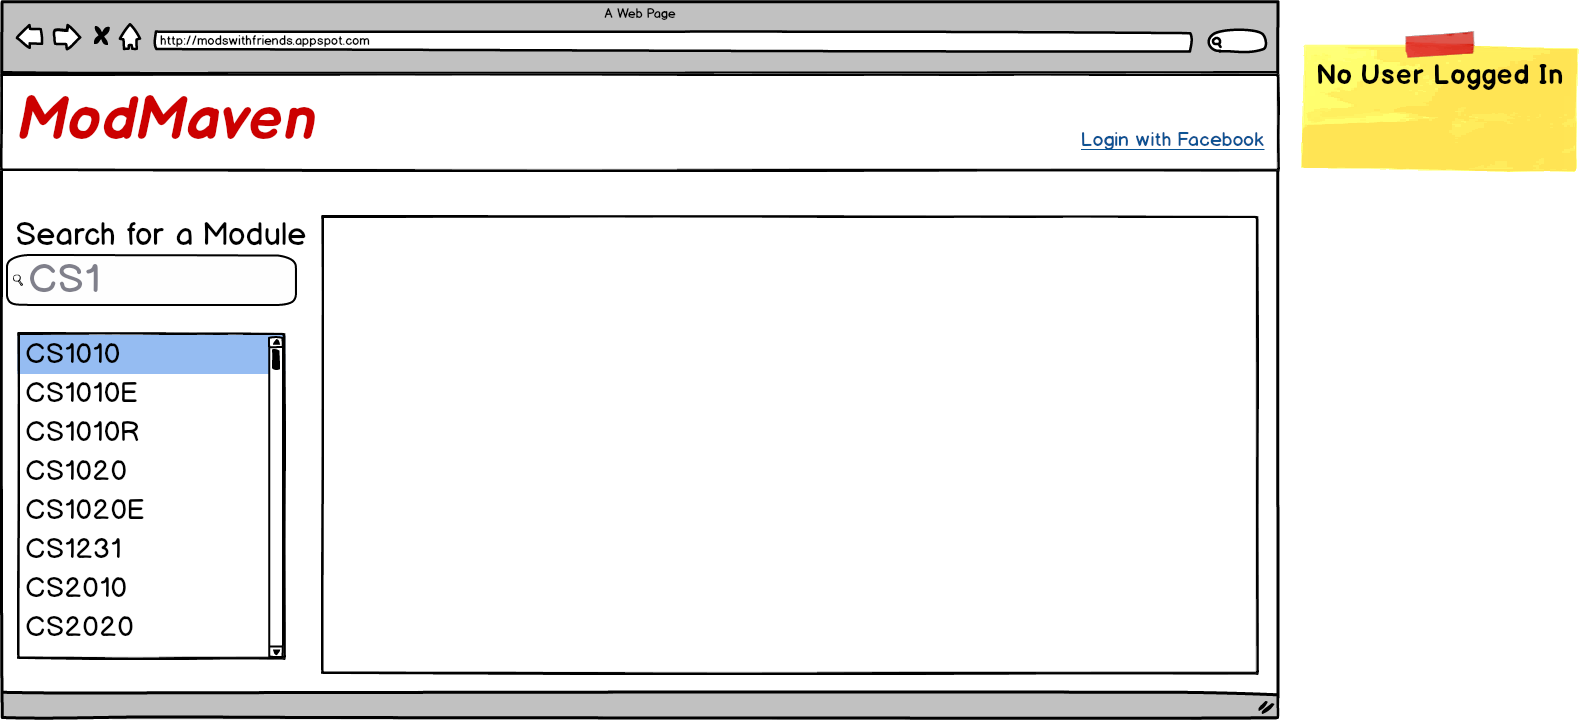 A Web Page
http://modswithfriends.appspot.com
No User Logged In
ModMaven
Login with Facebook
Search for a Module
CS1
CS1010
CS1010E
CS1010R
CS1020
CS1020E
CS1231
CS2010
CS2020